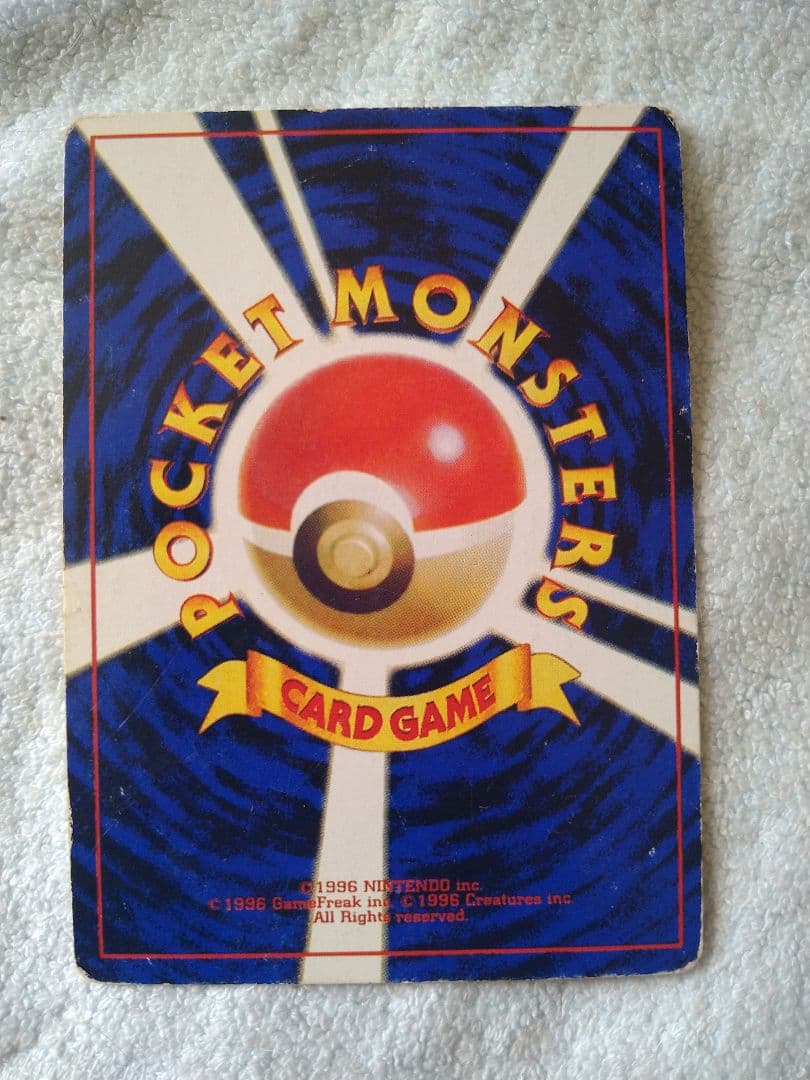 POCKET MONSTERS
CARD GAME
©1996 NINTENDO inc.
©1996 GameFreak inc. ©1996 Creatures inc
All Rights reserved.